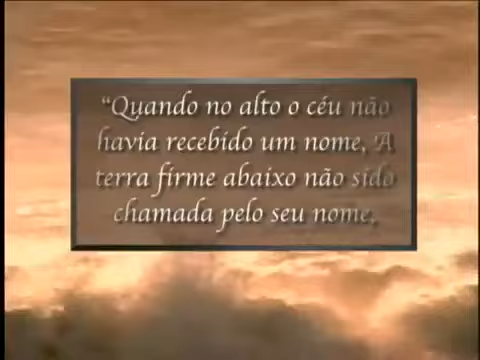 “Quando no alto o céu não
havia recebido um nome, A
terra firme abaixo não sido
chamada pelo seu nome,